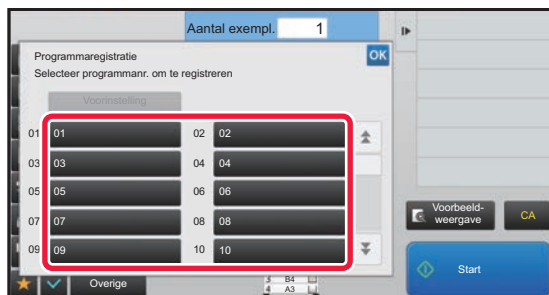 Aantal exempl. 1
Programmaregistratie OK
Selecteer programmanr. om te registreren
Voorinstelling
01 01 02 02
03 03 04 04
05 05 06 06
07 07 08 08
09 09 10 10
Voorbeeld-
weergave
CA
Start
Overige
3 B4
4 A3